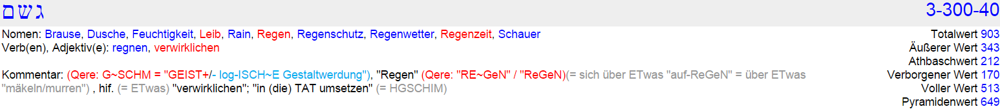 גשם 3-300-40
Nomen: Brause, Dusche, Feuchtigkeit, Leib, Rain, Regen, Regenschutz, Regenwetter, Regenzeit, Schauer
Totalwert 903
Verb(en), Adjektiv(e): regnen, verwirklichen
Äußerer Wert 343
Athbaschwert 212
Kommentar: (Qere: G~SCHM = "GEIST+/- log-ISCH~E Gestaltwerdung"), "Regen" (Qere: "RE~GeN" / "ReGeN)(= sich über ETwas "auf-ReGeN" = über ETwas
Verborgener Wert 170
"mäkeln/murren") , hif. (= ETwas) "verwirklichen"; "in (die) TAT umsetzen" (= HGSCHIM)
Voller Wert 513
Pyramidenwert 649